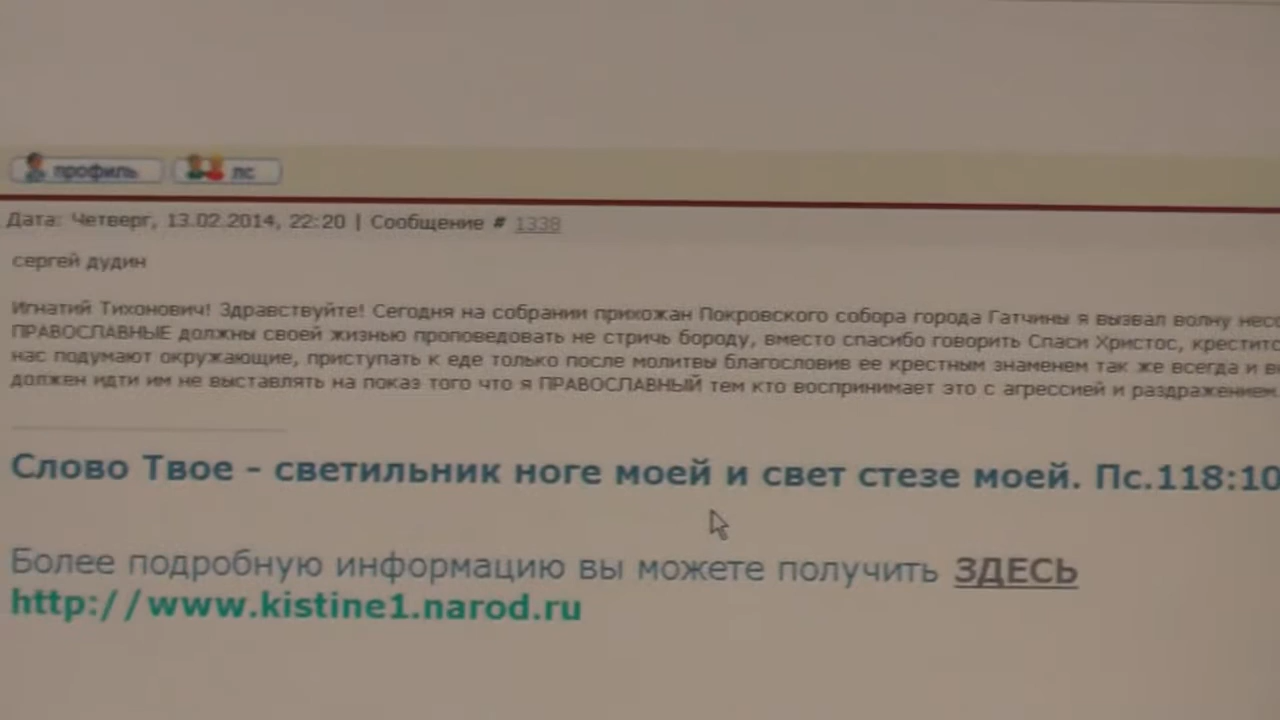 профиль лс
Дата: Четверг, 13.02.2014, 22:20 | Сообщение # 1338
сергей дудин
Игнатий Тихонович! Здравствуйте! Сегодня на собрании прихожан Покровского собора города Гатчины я вызвал волну
ПРАВОСЛАВНЫЕ должны своей жизнью проповедовать не стричь бороду, вместо спасибо говорить Спаси Христос,
нас подумают окружающие, приступать к еде только после молитвы благословив ее крестным знаменем так же всегда и
должен идти им не выставлять на показ того что я ПРАВОСЛАВНЫЙ тем кто воспринимает это с агрессией и раздражением.
Слово Твое - светильник ноге моей и свет стезе моей. Пс.118:10
Более подробную информацию вы можете получить ЗДЕСЬ
http://www.kistine1.narod.ru